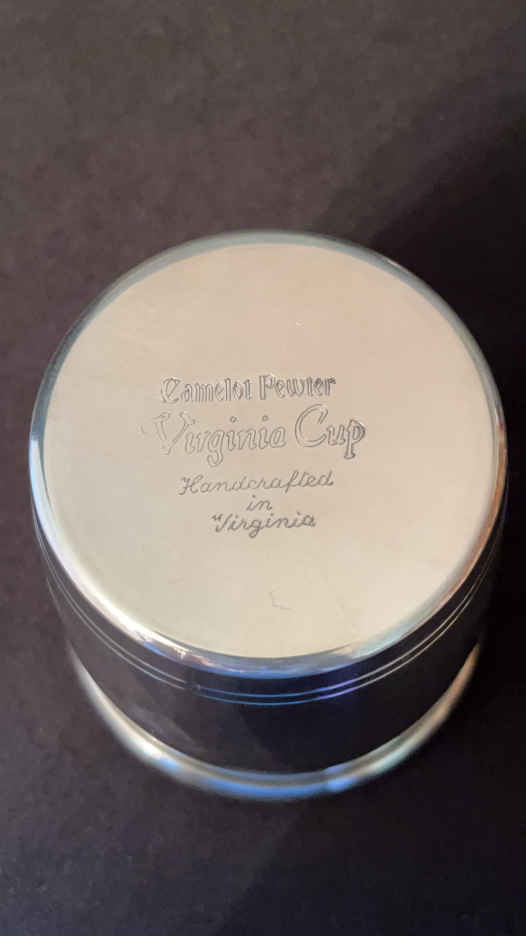 Camelot Pewter
Virginia Cup
Handcrafted
in
Virginia